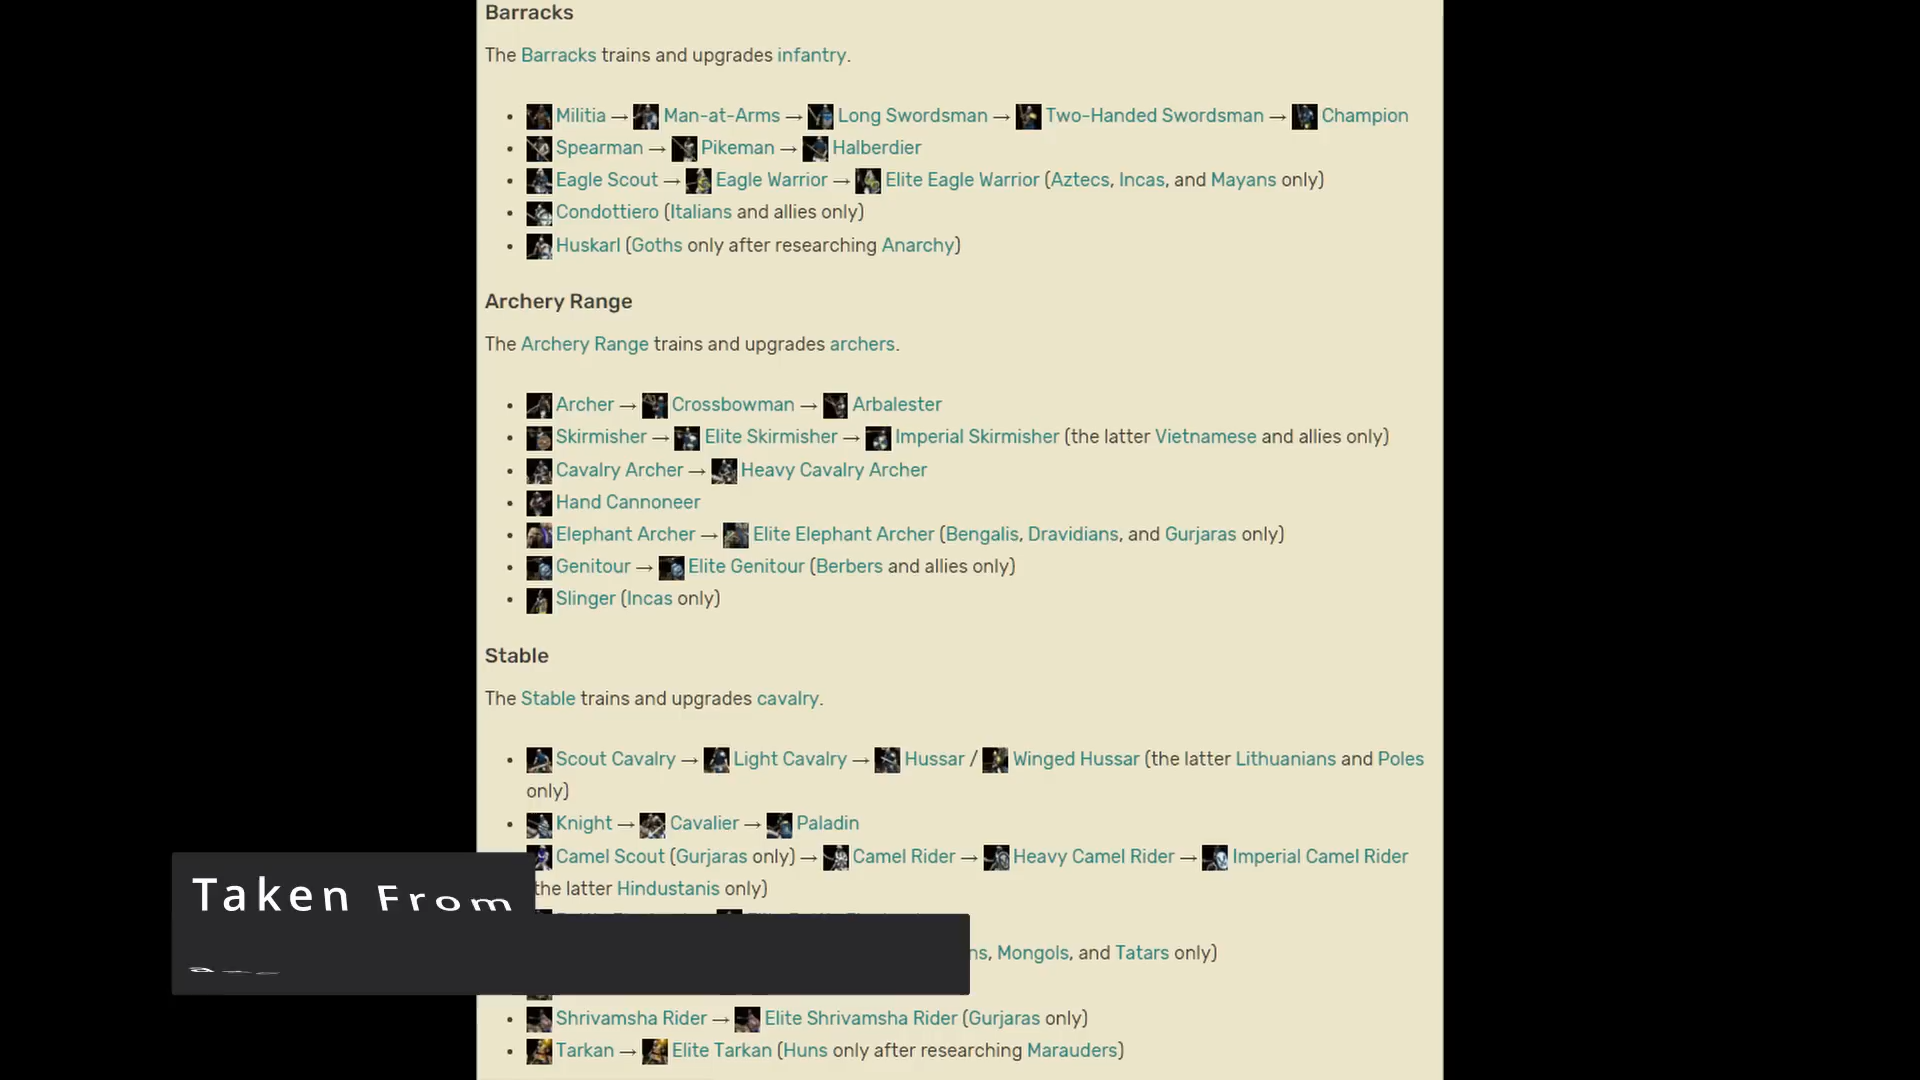 Barracks
The Barracks trains and upgrades infantry.
• Militia → Man-at-Arms → Long Swordsman → Two-Handed Swordsman → Champion
• Spearman → Pikeman → Halberdier
• Eagle Scout → Eagle Warrior → Elite Eagle Warrior (Aztecs, Incas, and Mayans only)
• Condottiero (Italians and allies only)
• Huskarl (Goths only after researching Anarchy)
Archery Range
The Archery Range trains and upgrades archers.
• Archer → Crossbowman → Arbalester
• Skirmisher → Elite Skirmisher → Imperial Skirmisher (the latter Vietnamese and allies only)
• Cavalry Archer → Heavy Cavalry Archer
• Hand Cannoneer
• Elephant Archer → Elite Elephant Archer (Bengalis, Dravidians, and Gurjaras only)
• Genitour → Elite Genitour (Berbers and allies only)
• Slinger (Incas only)
Stable
The Stable trains and upgrades cavalry.
• Scout Cavalry → Light Cavalry → Hussar / Winged Hussar (the latter Lithuanians and Poles
only)
• Knight → Cavalier → Paladin
Camel Scout (Gurjaras only) → Camel Rider → Heavy Camel Rider → Imperial Camel Rider
the latter Hindustanis only)
Taken From
Mongols, and Tatars only)
• Shrivamsha Rider → Elite Shrivamsha Rider (Gurjaras only)
• Tarkan → Elite Tarkan (Huns only after researching Marauders)